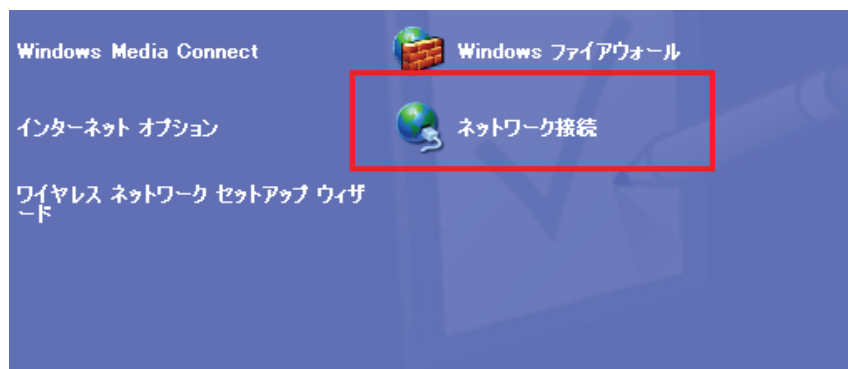 Windows Media Connect
Windows ファイアウォール
インターネット オプション
ネットワーク接続
ワイヤレス ネットワーク セットアップ ウィザ
ード